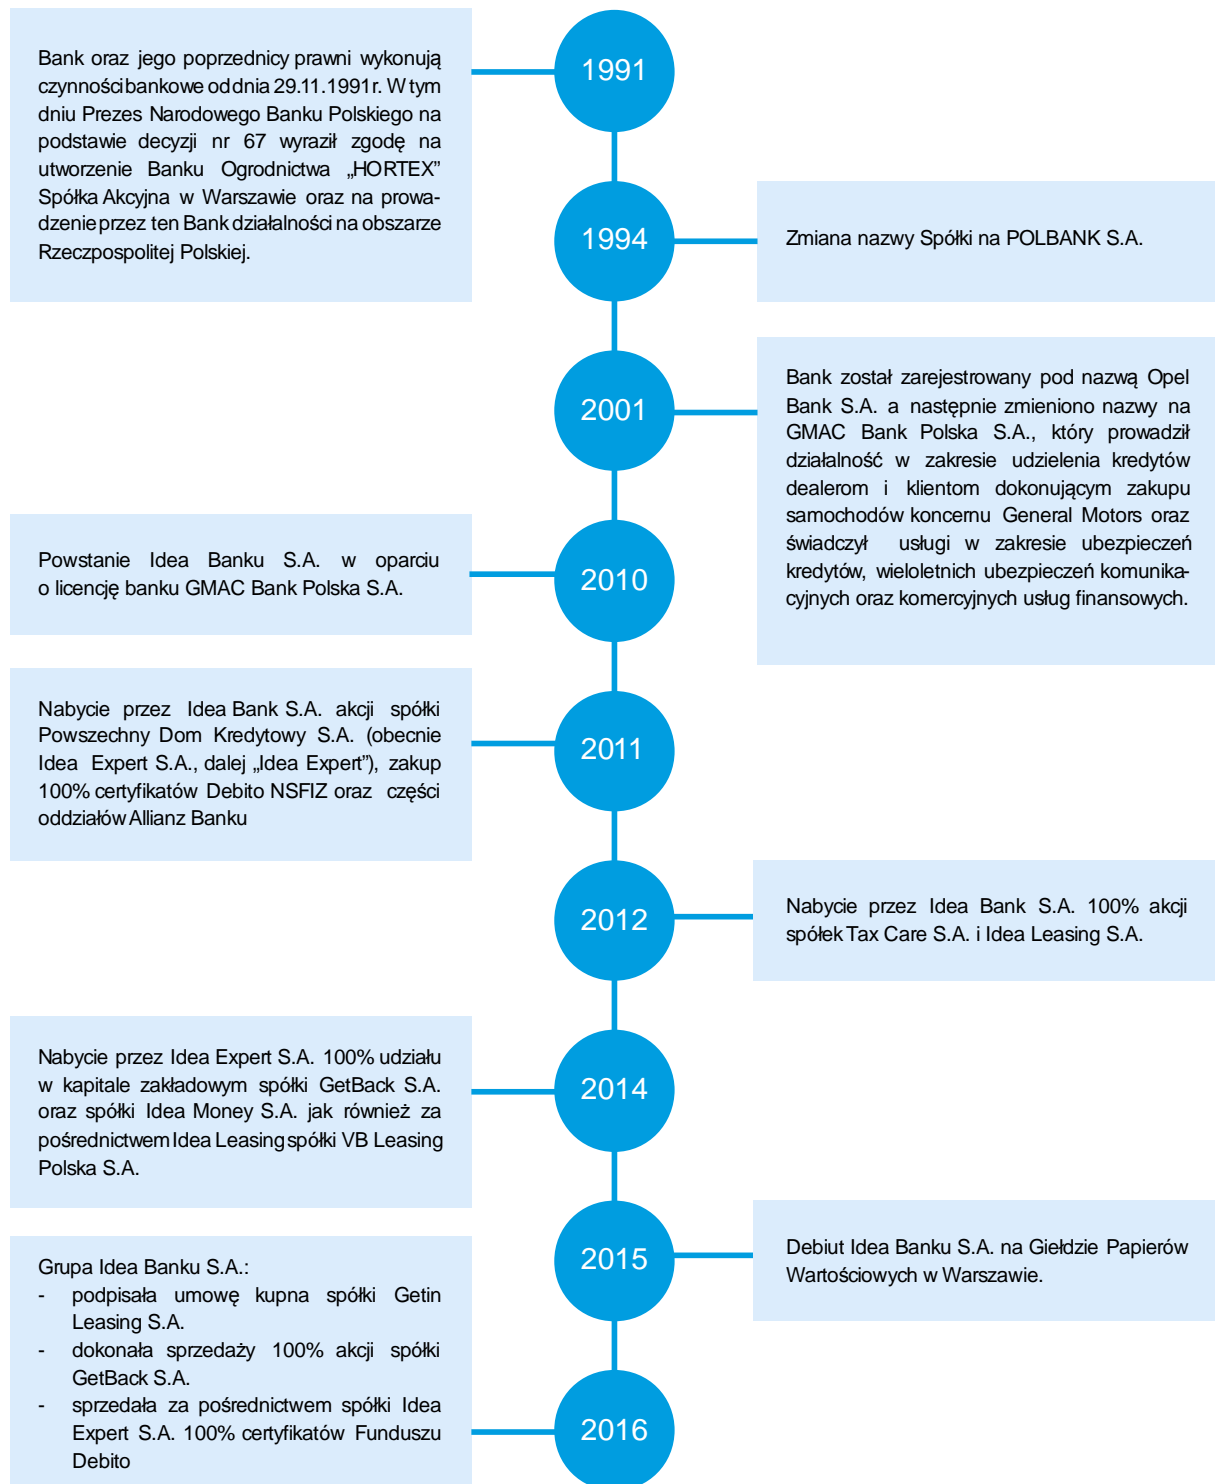 1991
Bank oraz jego poprzednicy prawni wykonują
czynności bankowe od dnia 29.11.1991 r. W tym
dniu Prezes Narodowego Banku Polskiego na
podstawie decyzji nr 67 wyraził zgodę na
utworzenie Banku Ogrodnictwa „HORTEX”
Spółka Akcyjna w Warszawie oraz na prowa-
dzenie przez ten Bank działalności na obszarze
Rzeczpospolitej Polskiej.
1994
Zmiana nazwy Spółki na POLBANK S.A.
2001
Bank został zarejestrowany pod nazwą Opel
Bank S.A. a następnie zmieniono nazwy na
GMAC Bank Polska S.A., który prowadził
działalność w zakresie udzielenia kredytów
dealerom i klientom dokonującym zakupu
samochodów koncernu General Motors oraz
świadczył usługi w zakresie ubezpieczeń
kredytów, wieloletnich ubezpieczeń komunika-
cyjnych oraz komercyjnych usług finansowych.
2010
Powstanie Idea Banku S.A. w oparciu
o licencję banku GMAC Bank Polska S.A.
2011
Nabycie przez Idea Bank S.A. akcji spółki
Powszechny Dom Kredytowy S.A. (obecnie
Idea Expert S.A., dalej „Idea Expert”), zakup
100% certyfikatów Debito NSFIZ oraz części
oddziałów Allianz Banku
2012
Nabycie przez Idea Bank S.A. 100% akcji
spółek Tax Care S.A. i Idea Leasing S.A.
2014
Nabycie przez Idea Expert S.A. 100% udziału
w kapitale zakładowym spółki GetBack S.A.
oraz spółki Idea Money S.A. jak również za
pośrednictwem Idea Leasing spółki VB Leasing
Polska S.A.
2015
Debiut Idea Banku S.A. na Giełdzie Papierów
Wartościowych w Warszawie.
2016
Grupa Idea Banku S.A.:
- podpisała umowę kupna spółki Getin
Leasing S.A.
- dokonała sprzedaży 100% akcji spółki
GetBack S.A.
- sprzedała za pośrednictwem spółki Idea
Expert S.A. 100% certyfikatów Funduszu
Debito